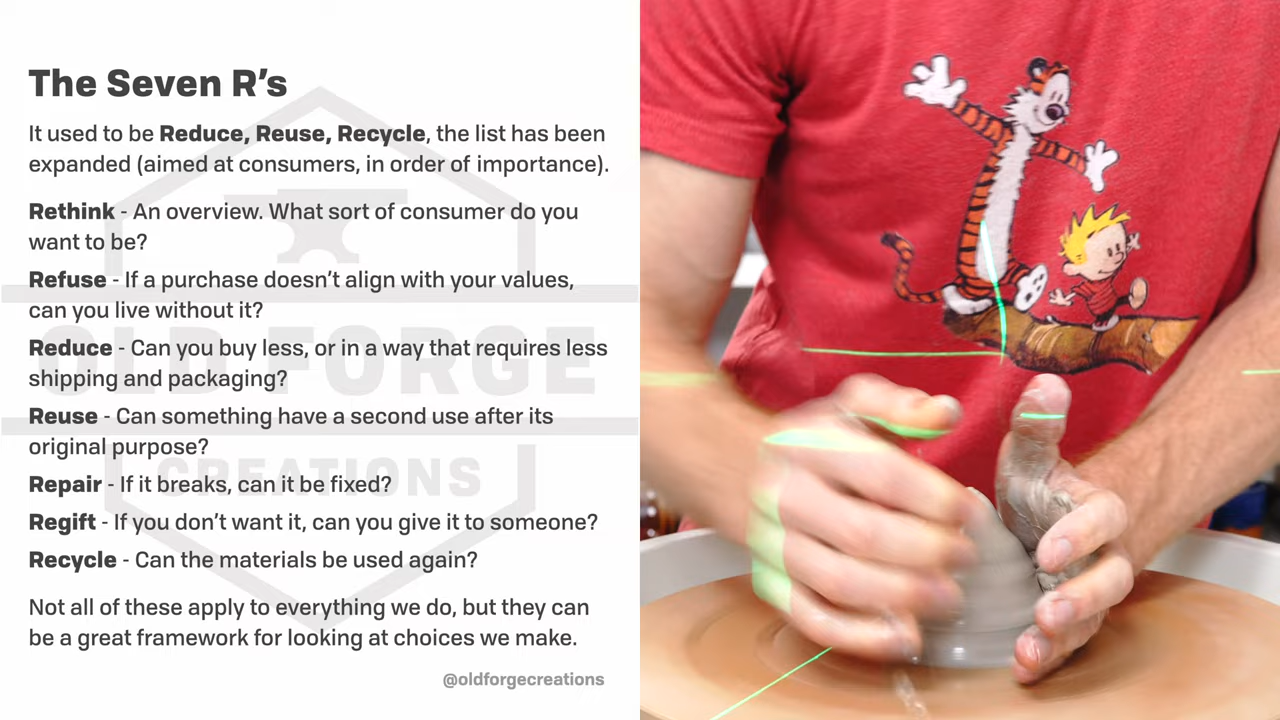 The Seven R's
It used to be Reduce, Reuse, Recycle, the list has been
expanded (aimed at consumers, in order of importance).
Rethink - An overview. What sort of consumer do you
want to be?
Refuse - If a purchase doesn't align with your values,
can you live without it?
Reduce - Can you buy less, or in a way that requires less
shipping and packaging?
Reuse - Can something have a second use after its
original purpose?
Repair - If it breaks, can it be fixed?
Regift - If you don't want it, can you give it to someone?
Recycle - Can the materials be used again?
Not all of these apply to everything we do, but they can
be a great framework for looking at choices we make.
@oldforgecreations
OLD FORGE
CREATIONS